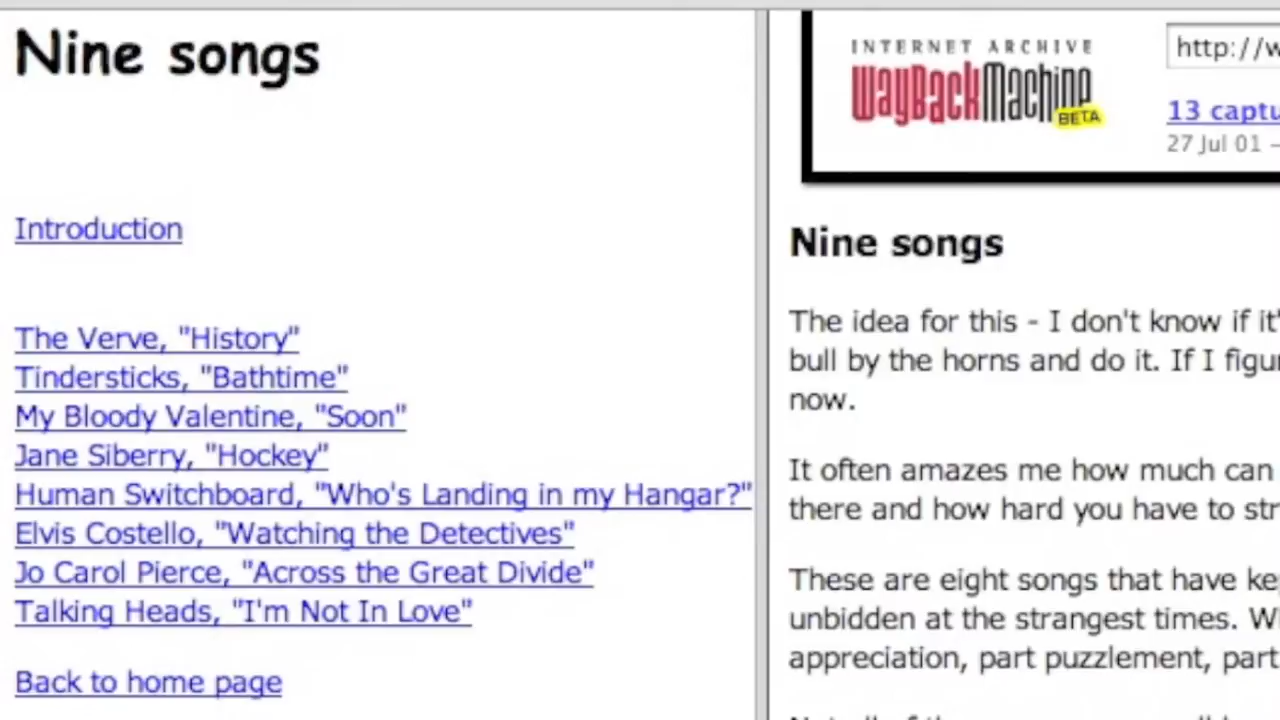 Nine songs
Introduction
The Verve, "History"
Tindersticks, "Bathtime"
My Bloody Valentine, "Soon"
Jane Siberry, "Hockey"
Human Switchboard, "Who's Landing in my Hangar?"
Elvis Costello, "Watching the Detectives"
Jo Carol Pierce, "Across the Great Divide"
Talking Heads, "I'm Not In Love"
Back to home page
INTERNET ARCHIVE
WayBackMachine
BETA
http://w
13 captu
27 Jul 01 –
Nine songs
The idea for this - I don't know if it'
bull by the horns and do it. If I figu
now.
It often amazes me how much can
there and how hard you have to str
These are eight songs that have ke
unbidden at the strangest times. W
appreciation, part puzzlement, part